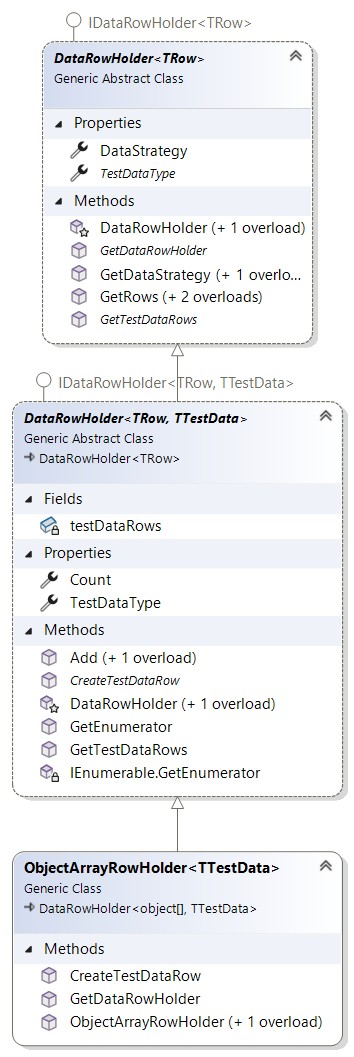 IDataRowHolder<TRow>
DataRowHolder<TRow>
Generic Abstract Class
Properties
DataStrategy
TestDataType
Methods
DataRowHolder (+ 1 overload)
GetDataRowHolder
GetDataStrategy (+ 1 overlo...
GetRows (+ 2 overloads)
GetTestDataRows
IDataRowHolder<TRow, TTestData>
DataRowHolder<TRow, TTestData>
Generic Abstract Class
DataRowHolder<TRow>
Fields
testDataRows
Properties
Count
TestDataType
Methods
Add (+ 1 overload)
CreateTestDataRow
DataRowHolder (+ 1 overload)
GetEnumerator
GetTestDataRows
IEnumerable.GetEnumerator
ObjectArrayRowHolder<TTestData>
Generic Class
DataRowHolder<object[], TTestData>
Methods
CreateTestDataRow
GetDataRowHolder
ObjectArrayRowHolder (+ 1 overload)